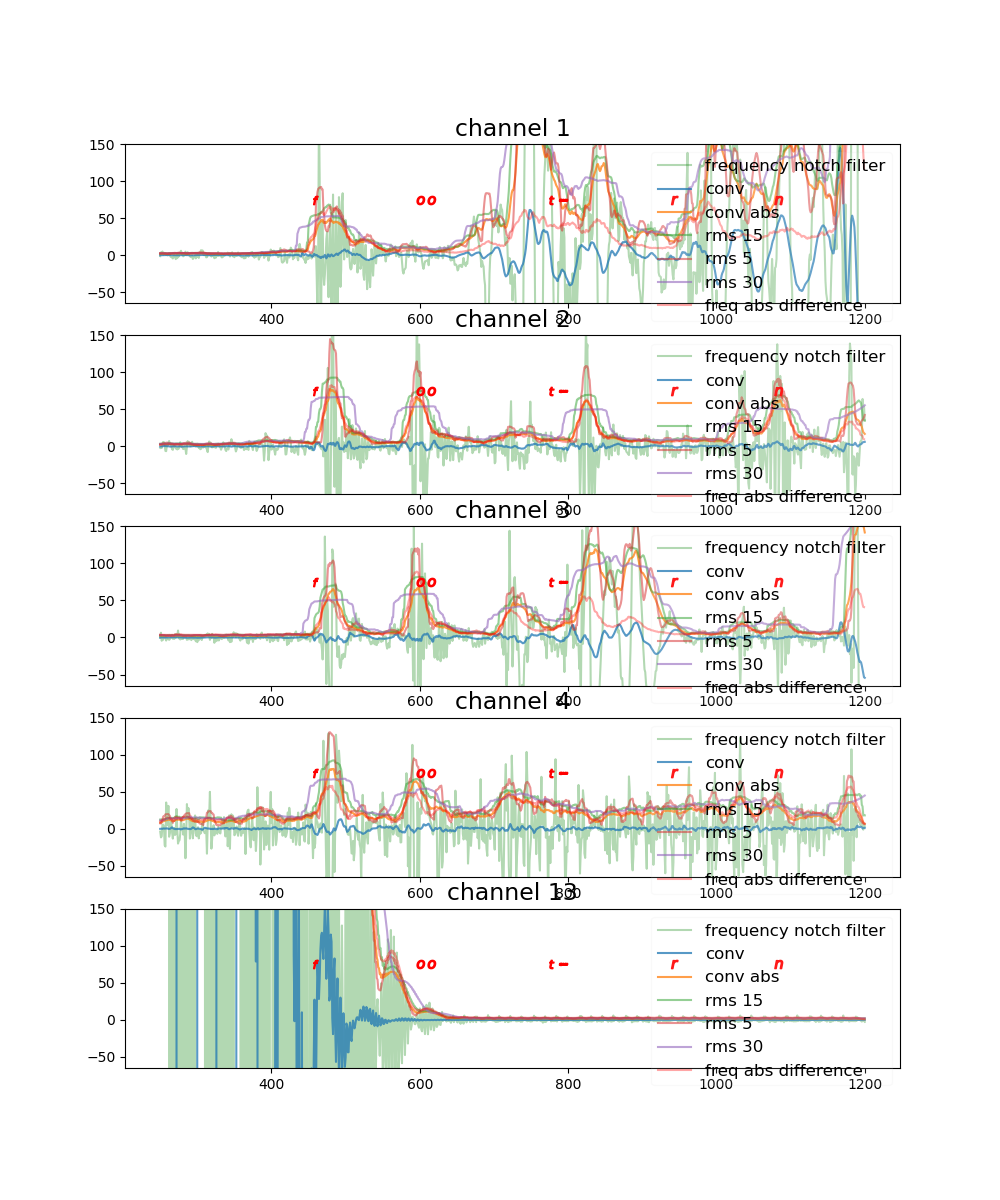 channel 1
150
100
50
0
−50
f oo t- r n
frequency notch filter
conv
conv abs
rms 15
rms 5
rms 30
freq abs difference
400 600 800 1000 1200
channel 2
150
100
50
0
−50
f oo t- r n
frequency notch filter
conv
conv abs
rms 15
rms 5
rms 30
freq abs difference
400 600 800 1000 1200
channel 3
150
100
50
0
−50
f oo t- r n
frequency notch filter
conv
conv abs
rms 15
rms 5
rms 30
freq abs difference
400 600 800 1000 1200
channel 4
150
100
50
0
−50
f oo t- r n
frequency notch filter
conv
conv abs
rms 15
rms 5
rms 30
freq abs difference
400 600 800 1000 1200
channel 13
150
100
50
0
−50
f oo t- r n
frequency notch filter
conv
conv abs
rms 15
rms 5
rms 30
freq abs difference
400 600 800 1000 1200